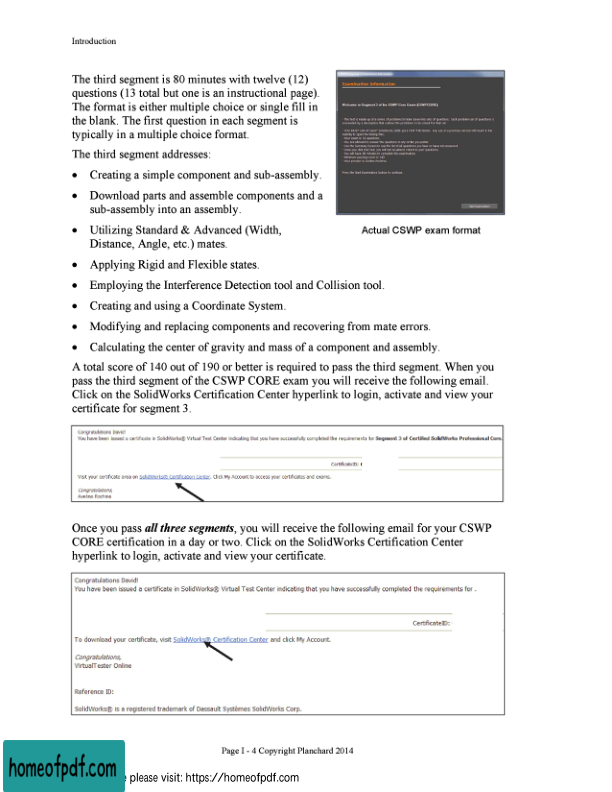 Introduction
The third segment is 80 minutes with twelve (12)
questions (13 total but one is an instructional page).
The format is either multiple choice or single fill in
the blank. The first question in each segment is
typically in a multiple choice format.
The third segment addresses:
• Creating a simple component and sub-assembly.
• Download parts and assemble components and a
sub-assembly into an assembly.
• Utilizing Standard & Advanced (Width,
Distance, Angle, etc.) mates.
Examination Information
Welcome to Segment 3 of the CSWP Core Exam (CSWPCORE)
Actual CSWP exam format
• Applying Rigid and Flexible states.
• Employing the Interference Detection tool and Collision tool.
• Creating and using a Coordinate System.
• Modifying and replacing components and recovering from mate errors.
• Calculating the center of gravity and mass of a component and assembly.
A total score of 140 out of 190 or better is required to pass the third segment. When you
pass the third segment of the CSWP CORE exam you will receive the following email.
Click on the SolidWorks Certification Center hyperlink to login, activate and view your
certificate for segment 3.
Congratulations David!
You have been issued a certificate in SolidWorks® Virtual Test Center indicating that you have successfully completed the requirements for Segment 3 of Certified SolidWorks Professional Core.
CertificateID:
Visit your certificate area on SolidWorks® Certification Center. Click My Account to access your certificates and exams.
Congratulations,
Avelino Rochino
Once you pass all three segments, you will receive the following email for your CSWP
CORE certification in a day or two. Click on the SolidWorks Certification Center
hyperlink to login, activate and view your certificate.
Congratulations David!
You have been issued a certificate in SolidWorks® Virtual Test Center indicating that you have successfully completed the requirements for .
CertificateID:
To download your certificate, visit SolidWorks® Certification Center and click My Account.
Congratulations,
VirtualTester Online
Reference ID:
SolidWorks® is a registered trademark of Dassault Systèmes SolidWorks Corp.
Page I - 4 Copyright Planchard 2014
homeofpdf.com
please visit: https://homeofpdf.com